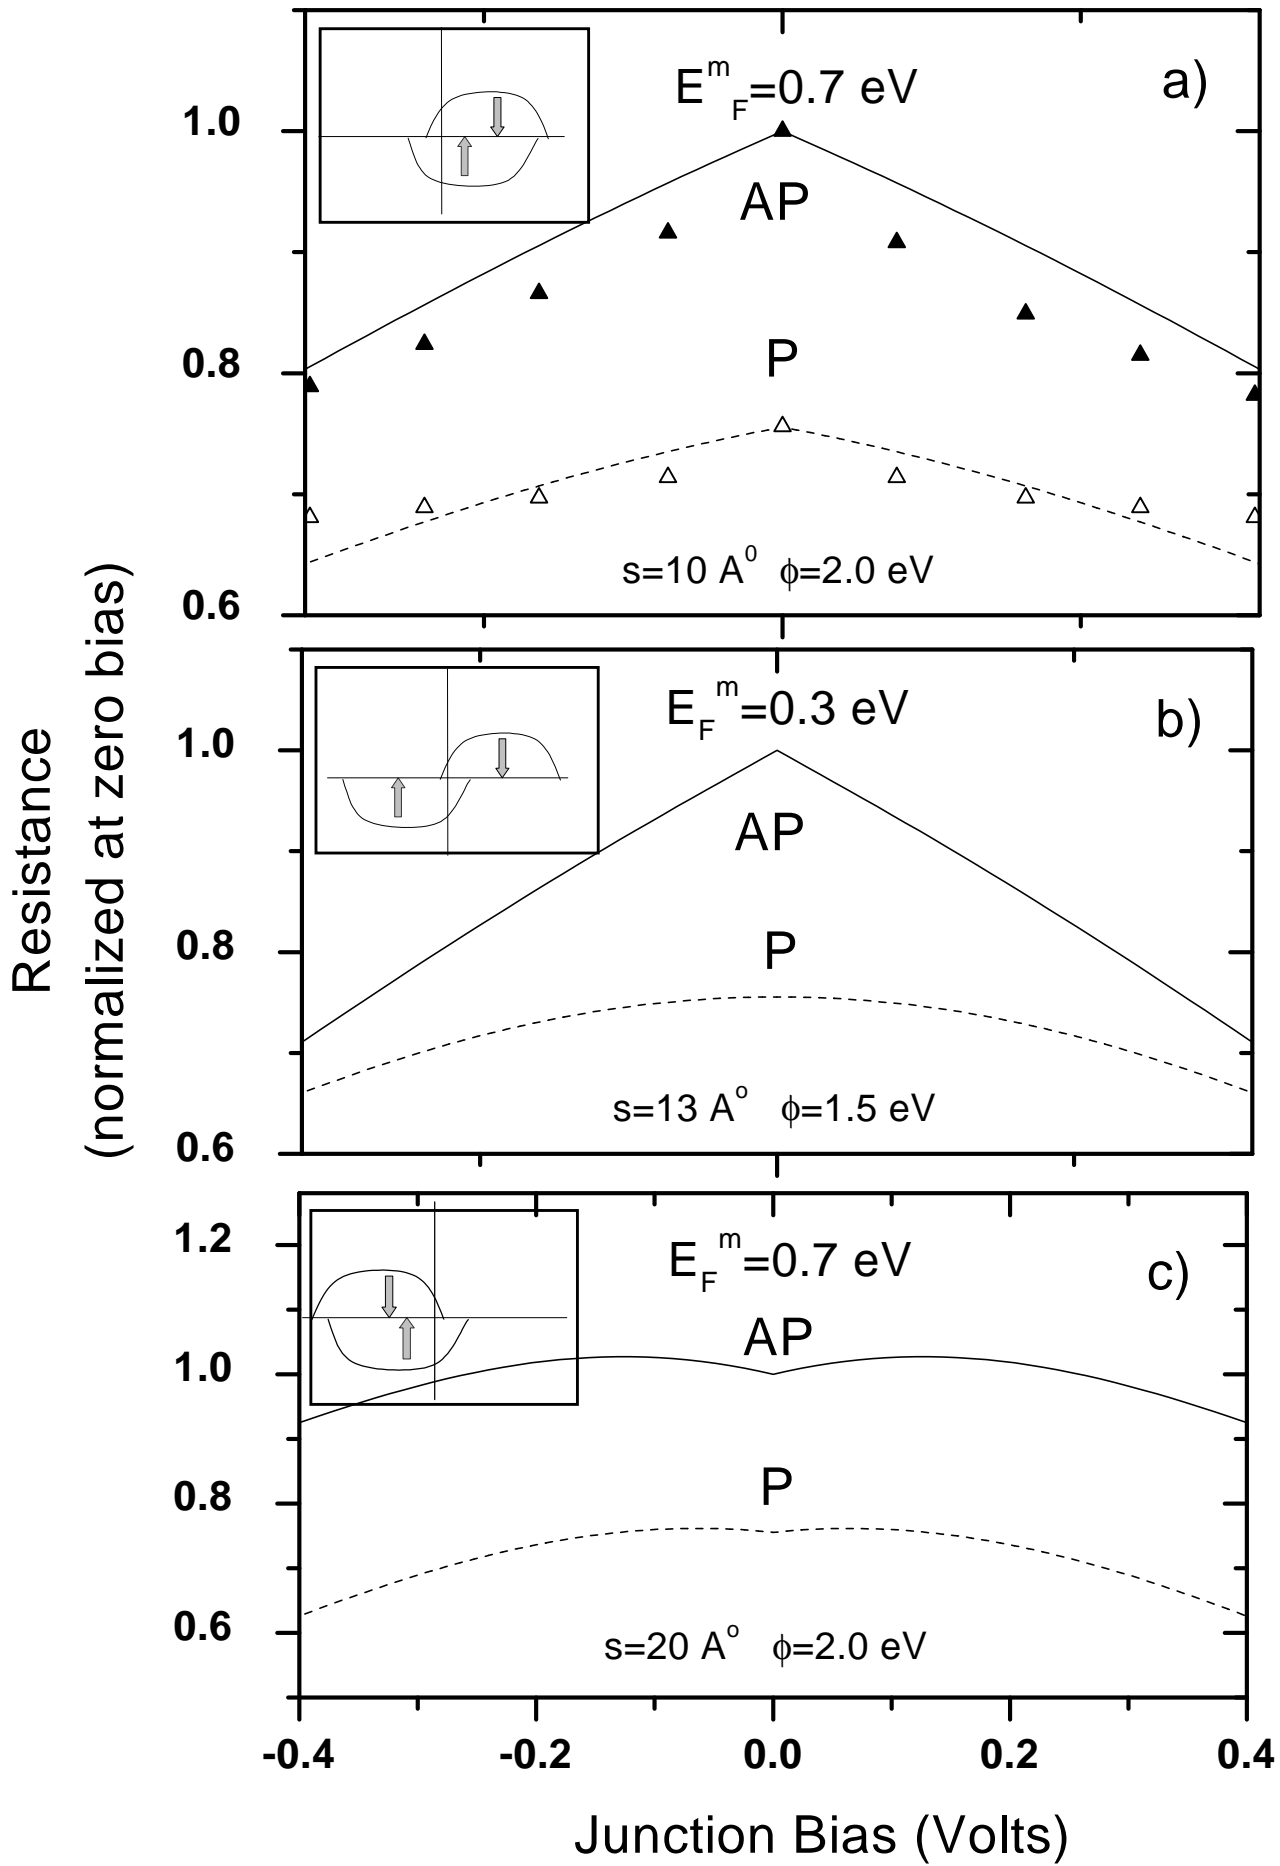 a)
E^m_F=0.7 eV
1.0
AP
0.8
P
s=10 A^0 ϕ=2.0 eV
0.6
b)
E_F^m=0.3 eV
1.0
AP
0.8
P
s=13 A^o ϕ=1.5 eV
0.6
c)
E_F^m=0.7 eV
1.2
AP
1.0
P
0.8
0.6
s=20 A^o ϕ=2.0 eV
-0.4 -0.2 0.0 0.2 0.4
Junction Bias (Volts)
Resistance
(normalized at zero bias)